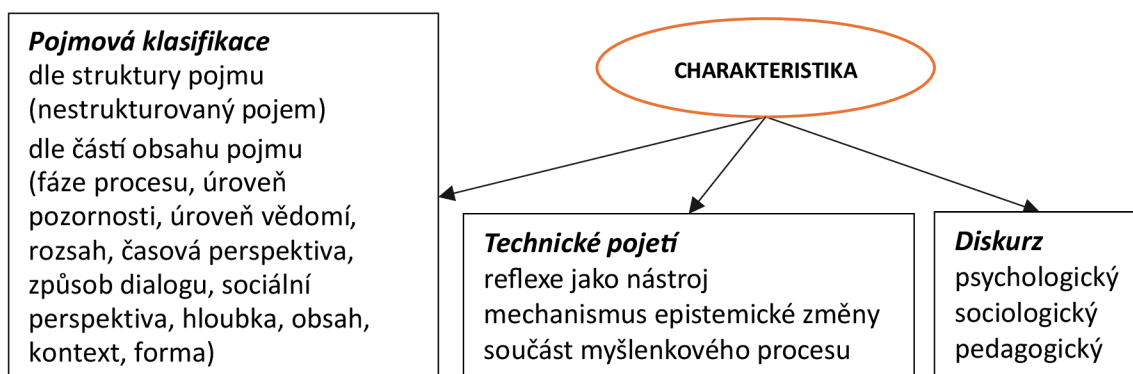 Pojmová klasifikace
dle struktury pojmu
(nestrukturovaný pojem)
dle částí obsahu pojmu
(fáze procesu, úroveň
pozornosti, úroveň vědomí,
rozsah, časová perspektiva,
způsob dialogu, sociální
perspektiva, hloubka, obsah,
kontext, forma)
CHARAKTERISTIKA
Technické pojetí
reflexe jako nástroj
mechanismus epistemické změny
součást myšlenkového procesu
Diskurz
psychologický
sociologický
pedagogický